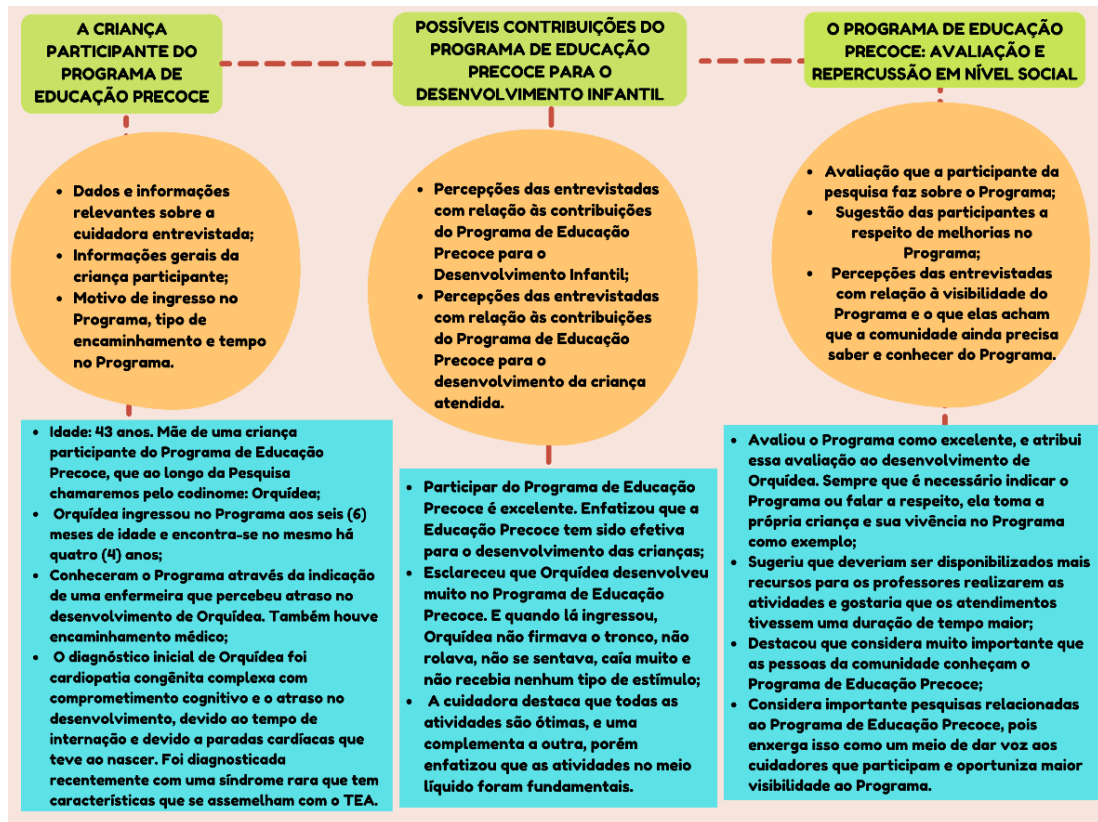 A CRIANÇA
PARTICIPANTE DO
PROGRAMA DE
EDUCAÇÃO PRECOCE
• Dados e informações
relevantes sobre a
cuidadora entrevistada;
• Informações gerais da
criança participante;
• Motivo de ingresso no
Programa, tipo de
encaminhamento e tempo
no Programa.
• Idade: 43 anos. Mãe de uma criança
participante do Programa de Educação
Precoce, que ao longo da Pesquisa
chamaremos pelo codinome: Orquídea;
• Orquídea ingressou no Programa aos seis (6)
meses de idade e encontra-se no mesmo há
quatro (4) anos;
• Conheceram o Programa através da indicação
de uma enfermeira que percebeu atraso no
desenvolvimento de Orquídea. Também houve
encaminhamento médico;
• O diagnóstico inicial de Orquídea foi
cardiopatia congênita complexa com
comprometimento cognitivo e o atraso no
desenvolvimento, devido ao tempo de
internação e devido a paradas cardíacas que
teve ao nascer. Foi diagnosticada
recentemente com uma síndrome rara que tem
características que se assemelham com o TEA.
POSSÍVEIS CONTRIBUIÇÕES DO
PROGRAMA DE EDUCAÇÃO
PRECOCE PARA O
DESENVOLVIMENTO INFANTIL
• Percepções das entrevistadas
com relação às contribuições
do Programa de Educação
Precoce para o
Desenvolvimento Infantil;
• Percepções das entrevistadas
com relação às contribuições
do Programa de Educação
Precoce para o
desenvolvimento da criança
atendida.
• Participar do Programa de Educação
Precoce é excelente. Enfatizou que a
Educação Precoce tem sido efetiva
para o desenvolvimento das crianças;
• Esclareceu que Orquídea desenvolveu
muito no Programa de Educação
Precoce. E quando lá ingressou,
Orquídea não firmava o tronco, não
rolava, não se sentava, caía muito e
não recebia nenhum tipo de estímulo;
• A cuidadora destaca que todas as
atividades são ótimas, e uma
complementa a outra, porém
enfatizou que as atividades no meio
líquido foram fundamentais.
O PROGRAMA DE EDUCAÇÃO
PRECOCE: AVALIAÇÃO E
REPERCUSSÃO EM NÍVEL SOCIAL
• Avaliação que a participante da
pesquisa faz sobre o Programa;
• Sugestão das participantes a
respeito de melhorias no
Programa;
• Percepções das entrevistadas
com relação à visibilidade do
Programa e o que elas acham
que a comunidade ainda precisa
saber e conhecer do Programa.
• Avaliou o Programa como excelente, e atribui
essa avaliação ao desenvolvimento de
Orquídea. Sempre que é necessário indicar o
Programa ou falar a respeito, ela toma a
própria criança e sua vivência no Programa
como exemplo;
• Sugeriu que deveriam ser disponibilizados mais
recursos para os professores realizarem as
atividades e gostaria que os atendimentos
tivessem uma duração de tempo maior;
• Destacou que considera muito importante que
as pessoas da comunidade conheçam o
Programa de Educação Precoce;
• Considera importante pesquisas relacionadas
ao Programa de Educação Precoce, pois
enxerga isso como um meio de dar voz aos
cuidadores que participam e oportuniza maior
visibilidade ao Programa.